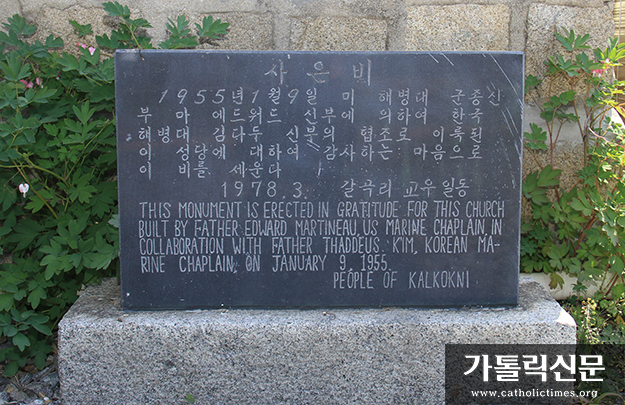 사은비
1955년1월9일 미 해병대 군종신
부 마 에드워드 신부에 의하여 한국
해병대 김다두 신부의 협조로 이룩된
이 성당에 대하여 감사하는 마음으로
이 비를 세운다
1978.3. 갈곡리 교우 일동
THIS MONUMENT IS ERECTED IN GRATITUDE FOR THIS CHURCH
BUILT BY FATHER EDWARD MARTINEAU, US MARINE CHAPLAIN, IN
COLLABORATION WITH FATHER THADDEUS KIM, KOREAN MA-
RINE CHAPLAIN, ON JANUARY 9, 1955.
PEOPLE OF KALKOKNI
가톨릭신문
www.catholictimes.org